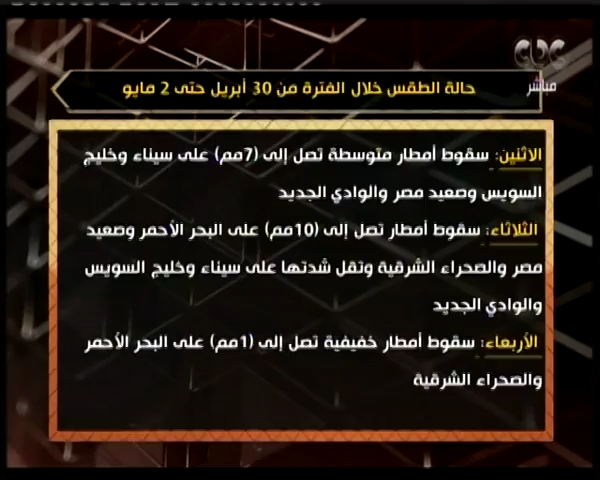 cbc
مباشر
حالة الطقس خلال الفترة من 30 أبريل حتى 2 مايو
الاثنين: سقوط أمطار متوسطة تصل إلى (7مم) على سيناء وخليج
السويس وصعيد مصر والوادي الجديد
الثلاثاء: سقوط أمطار تصل إلى (10مم) على البحر الأحمر وصعيد
مصر والصحراء الشرقية وتقل شدتها على سيناء وخليج السويس
والوادي الجديد
الأربعاء: سقوط أمطار خفيفية تصل إلى (1مم) على البحر الأحمر
والصحراء الشرقية